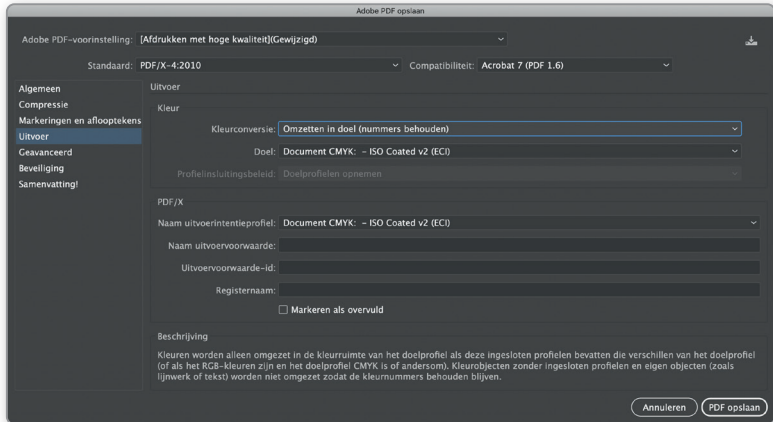 Adobe PDF opslaan
Adobe PDF-voorinstelling: [Afdrukken met hoge kwaliteit](Gewijzigd)
Standaard: PDF/X-4:2010 Compatibiliteit: Acrobat 7 (PDF 1.6)
Algemeen
Compressie
Markeringen en aflooptekens
Uitvoer
Geavanceerd
Beveiliging
Samenvatting!
Uitvoer
Kleur
Kleurconversie: Omzetten in doel (nummers behouden)
Doel: Document CMYK: – ISO Coated v2 (ECI)
Profielinsluitingsbeleid: Doelprofielen opnemen
PDF/X
Naam uitvoerintentieprofiel: Document CMYK: – ISO Coated v2 (ECI)
Naam uitvoervoorwaarde:
Uitvoervoorwaarde-id:
Registernaam:
Markeren als overvuld
Beschrijving
Kleuren worden alleen omgezet in de kleurruimte van het doelprofiel als deze ingesloten profielen bevatten die verschillen van het doelprofiel
(of als het RGB-kleuren zijn en het doelprofiel CMYK is of andersom). Kleurobjecten zonder ingesloten profielen en eigen objecten (zoals
lijnwerk of tekst) worden niet omgezet zodat de kleurnummers behouden blijven.
Annuleren PDF opslaan